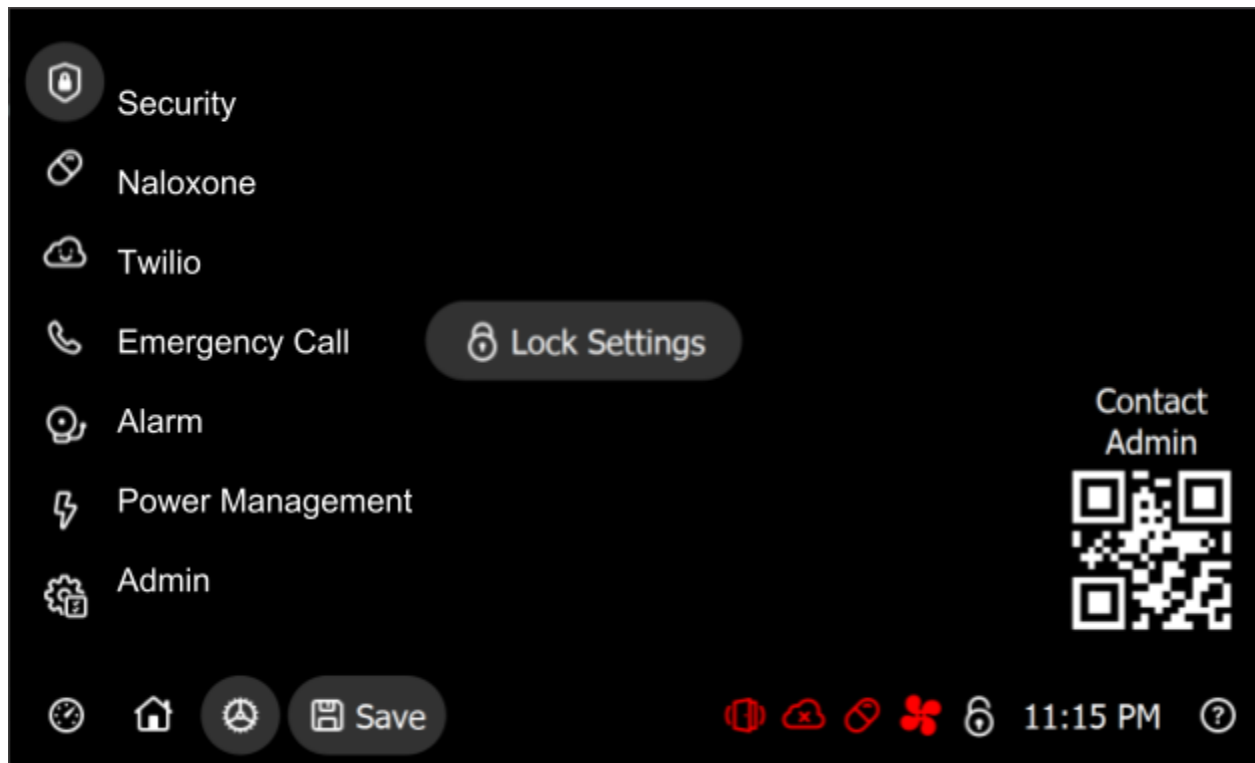 Security
Naloxone
Twilio
Emergency Call
Lock Settings
Alarm
Contact
Admin
Power Management
Admin
Save
11:15 PM